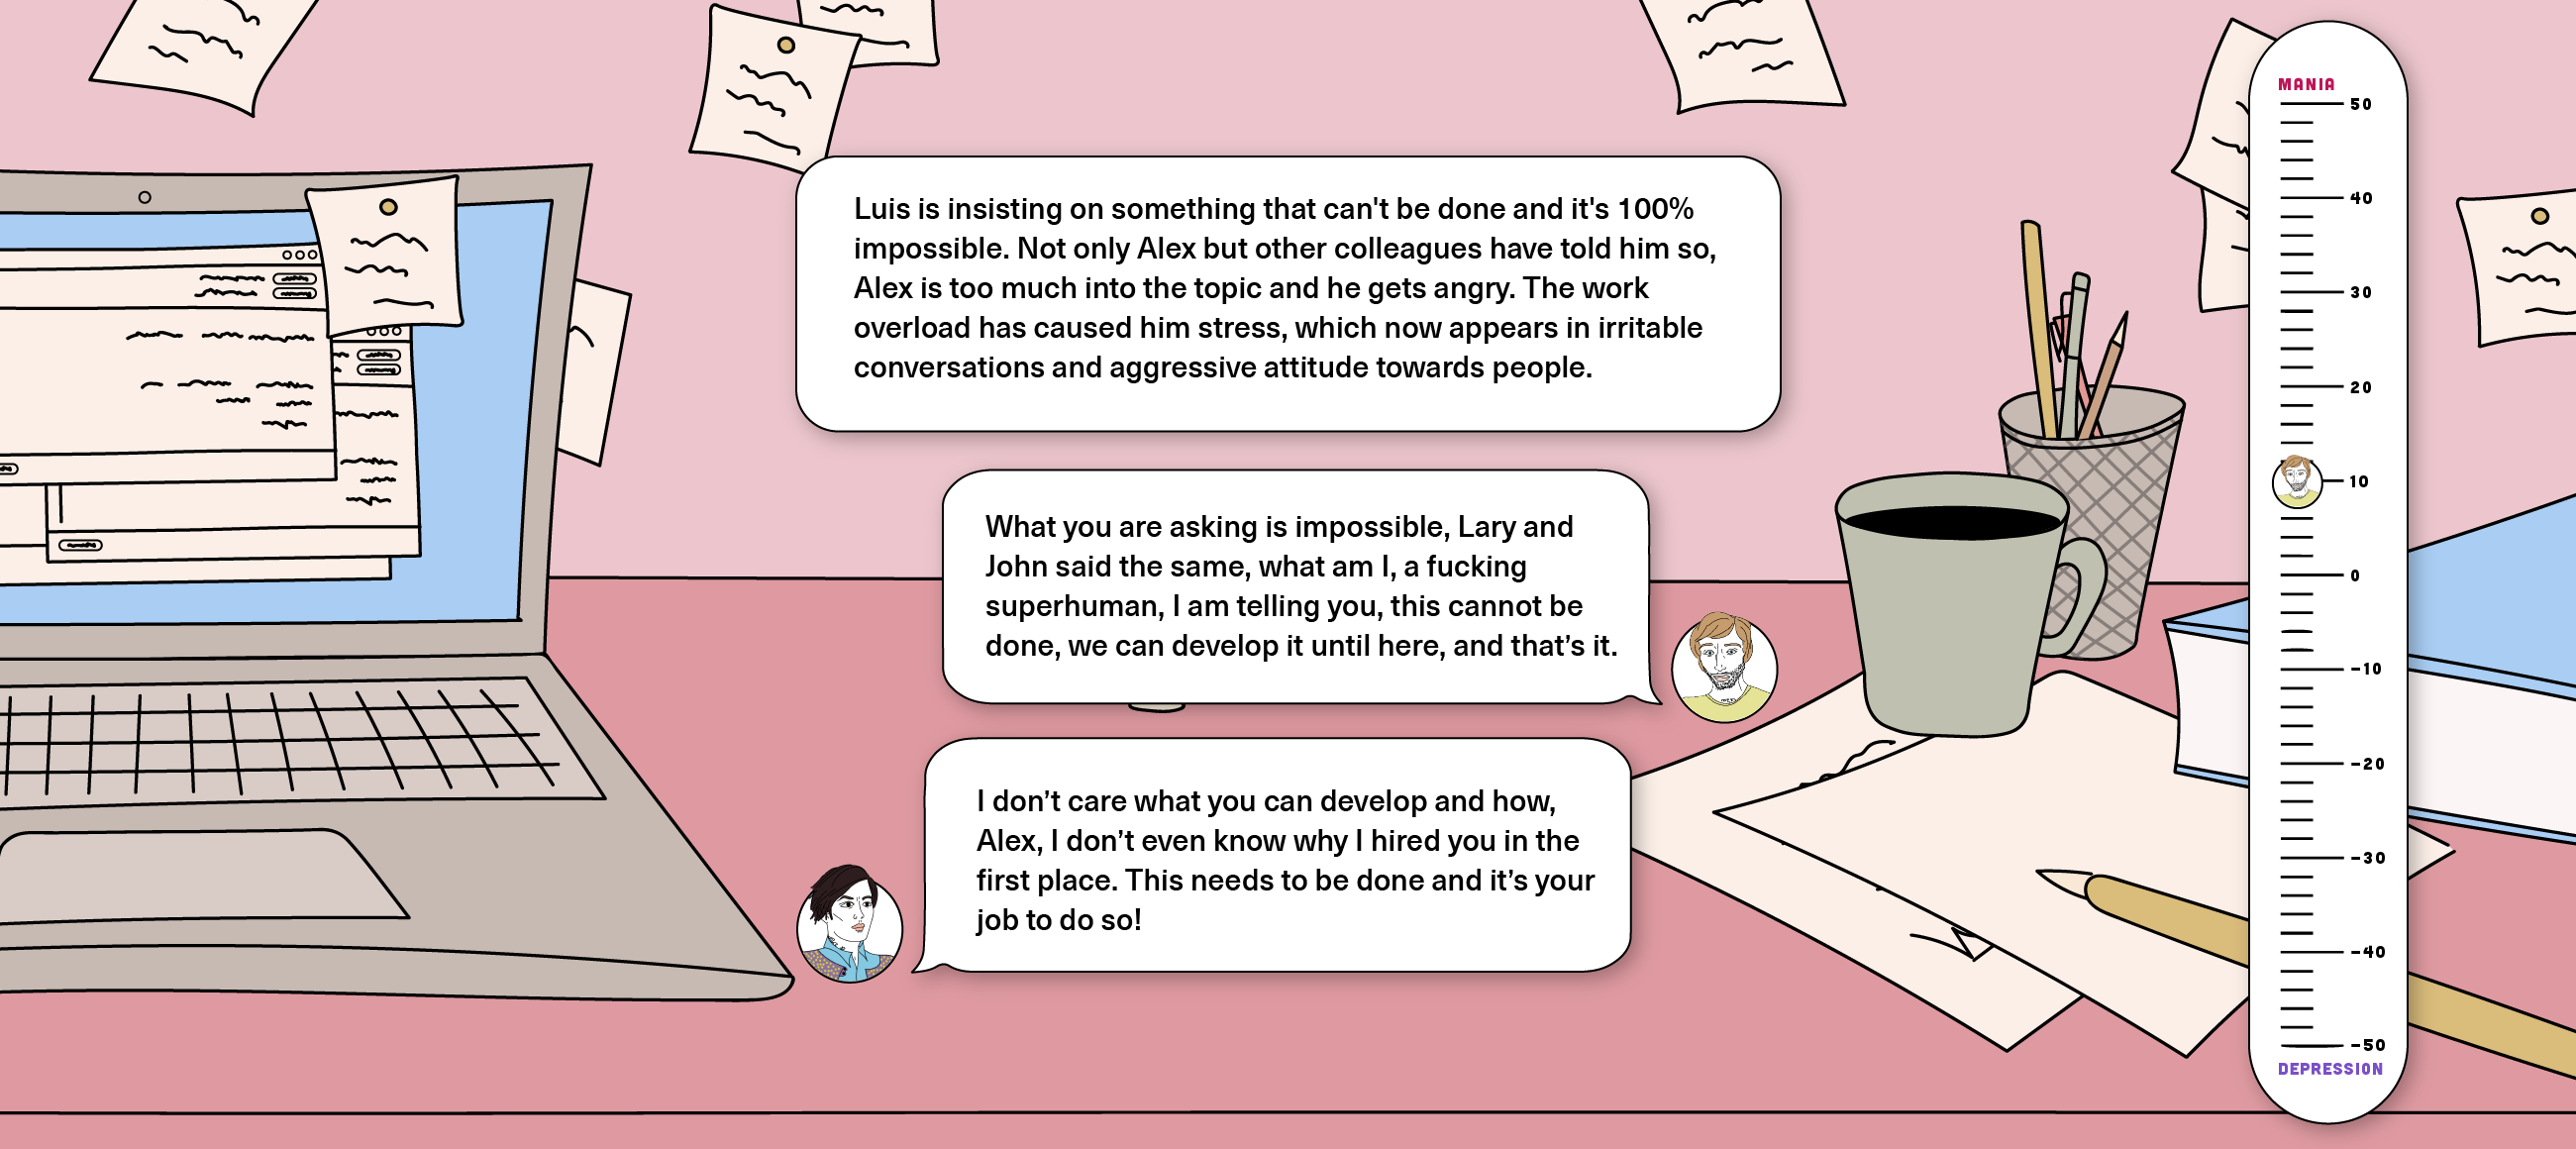 Luis is insisting on something that can't be done and it's 100%
impossible. Not only Alex but other colleagues have told him so,
Alex is too much into the topic and he gets angry. The work
overload has caused him stress, which now appears in irritable
conversations and aggressive attitude towards people.
What you are asking is impossible, Lary and
John said the same, what am I, a fucking
superhuman, I am telling you, this cannot be
done, we can develop it until here, and that’s it.
I don’t care what you can develop and how,
Alex, I don’t even know why I hired you in the
first place. This needs to be done and it’s your
job to do so!
MANIA
50
40
30
20
10
0
-10
-20
-30
-40
-50
DEPRESSION